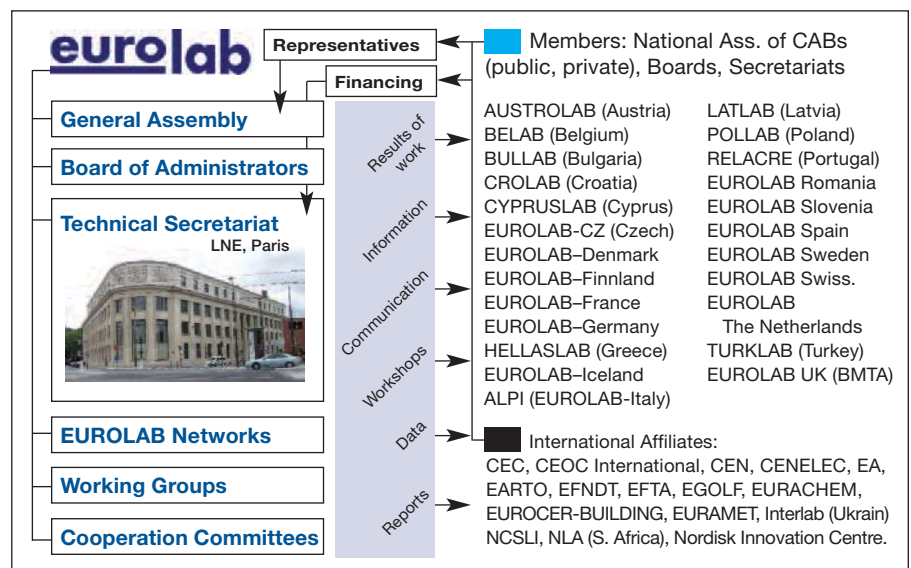 eurolab
Representatives
Financing
General Assembly
Board of Administrators
Technical Secretariat
LNE, Paris
EUROLAB Networks
Working Groups
Cooperation Committees
Results of
work
Information
Communication
Workshops
Data
Reports
Members: National Ass. of CABs
(public, private), Boards, Secretariats
AUSTROLAB (Austria)
BELAB (Belgium)
BULLAB (Bulgaria)
CROLAB (Croatia)
CYPRUSLAB (Cyprus)
EUROLAB-CZ (Czech)
EUROLAB–Denmark
EUROLAB–Finnland
EUROLAB–France
EUROLAB–Germany
HELLASLAB (Greece)
EUROLAB–Iceland
ALPI (EUROLAB-Italy)
LATLAB (Latvia)
POLLAB (Poland)
RELACRE (Portugal)
EUROLAB Romania
EUROLAB Slovenia
EUROLAB Spain
EUROLAB Sweden
EUROLAB Swiss.
EUROLAB
The Netherlands
TURKLAB (Turkey)
EUROLAB UK (BMTA)
International Affiliates:
CEC, CEOC International, CEN, CENELEC, EA,
EARTO, EFNDT, EFTA, EGOLF, EURACHEM,
EUROCER-BUILDING, EURAMET, Interlab (Ukrain)
NCSLI, NLA (S. Africa), Nordisk Innovation Centre.